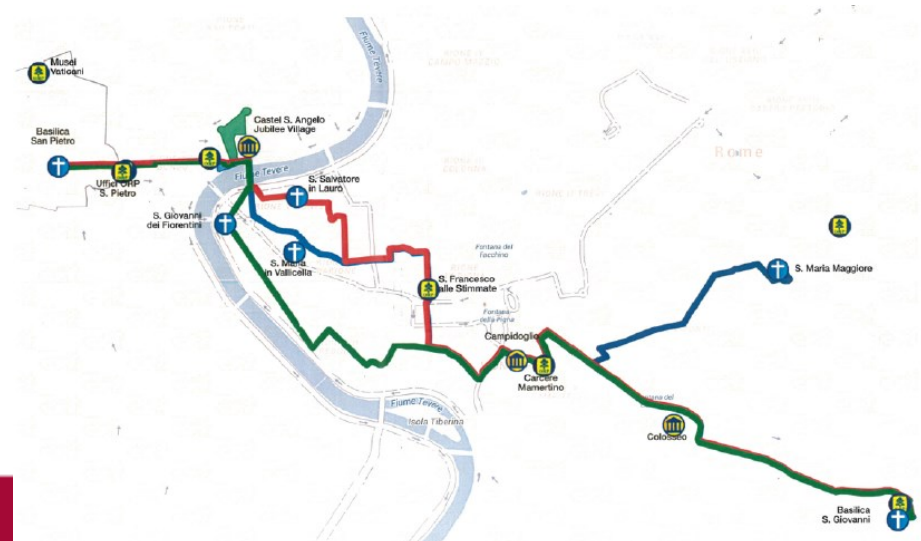 Musei
Vaticani
Fiume Tevere
Castel S. Angelo
Jubilee Village
Basilica
San Pietro
Rome
Fiume Tevere
Uffici ORP
S. Pietro
S. Salvatore
in Lauro
S. Giovanni
dei Fiorentini
Fontana del
Facchino
S. Maria
in Vallicella
S. Maria Maggiore
S. Francesco
alle Stimmate
Fontana
della Pigna
Campidoglio
Carcere
Mamertino
Fiume Tevere
Isola Tiberina
Colosseo
Basilica
S. Giovanni